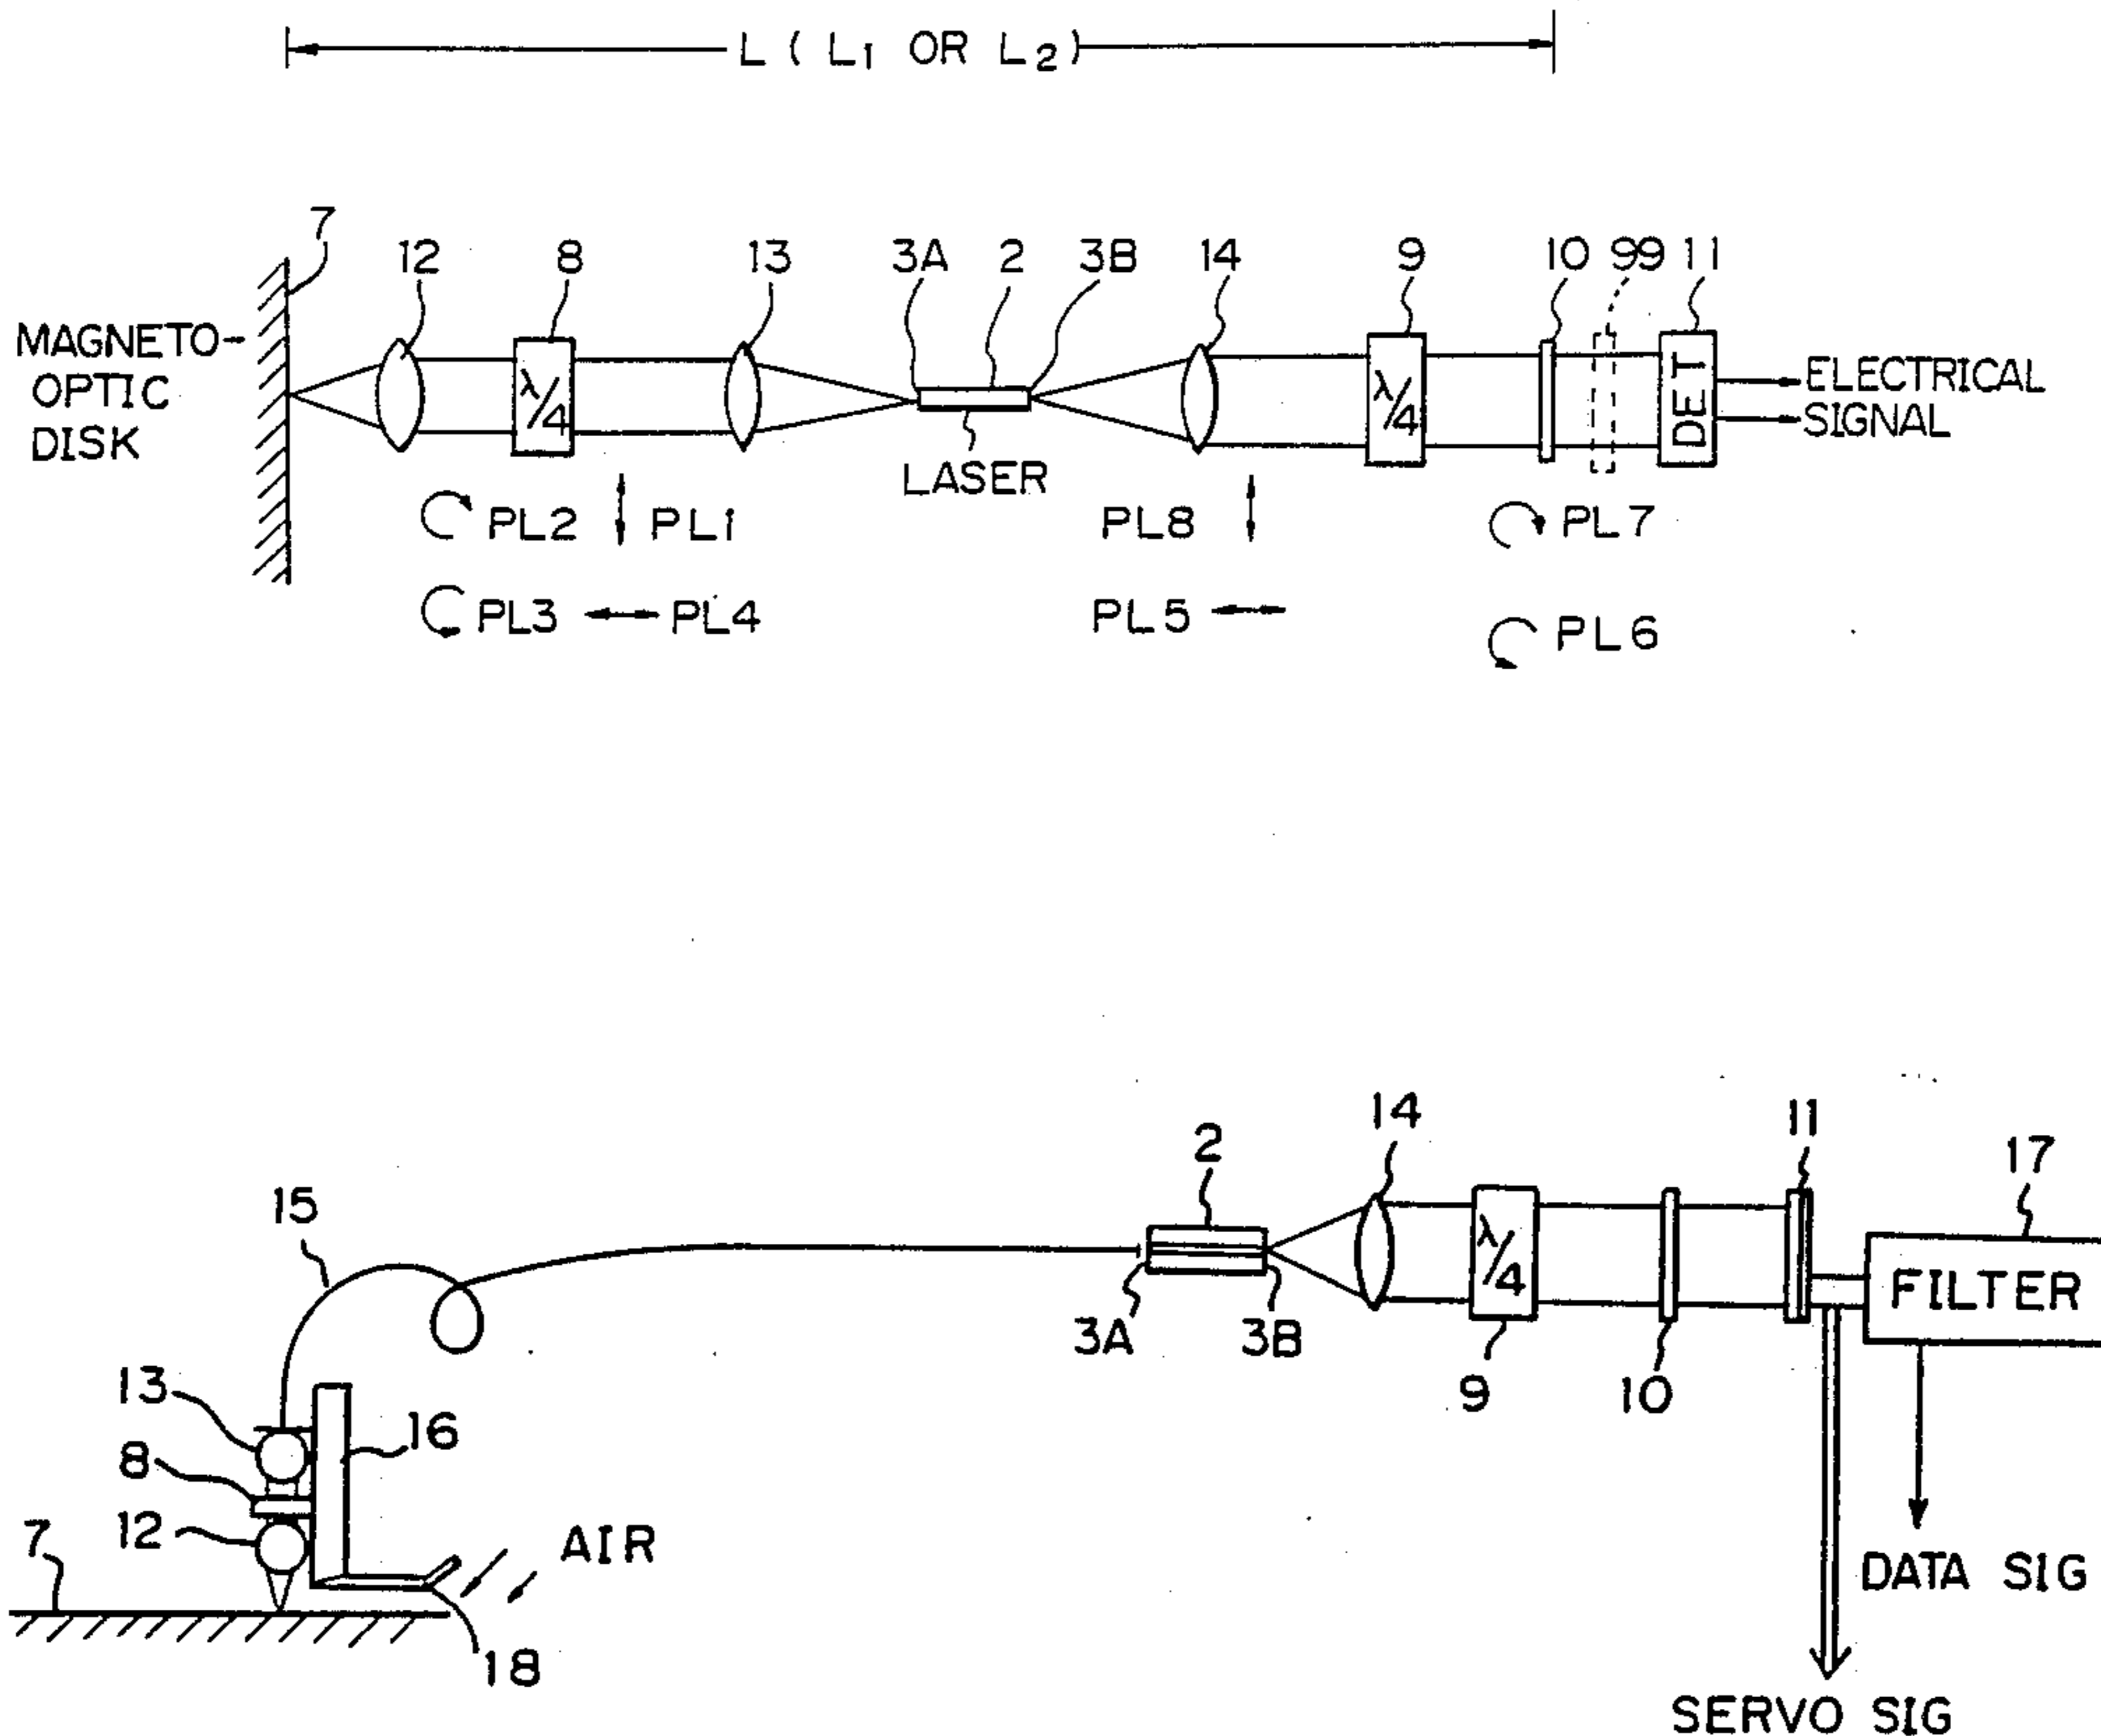 L ( L1 OR L2 )
7
12
8
13
3A
2
3B
14
9
10
99
11
MAGNETO-
OPTIC
DISK
λ/4
λ/4
DET
ELECTRICAL
SIGNAL
LASER
PL2
PL1
PL8
PL7
PL3
PL4
PL5
PL6
14
11
2
17
15
λ/4
FILTER
3A
3B
9
10
13
16
8
12
7
AIR
18
DATA SIG
SERVO SIG